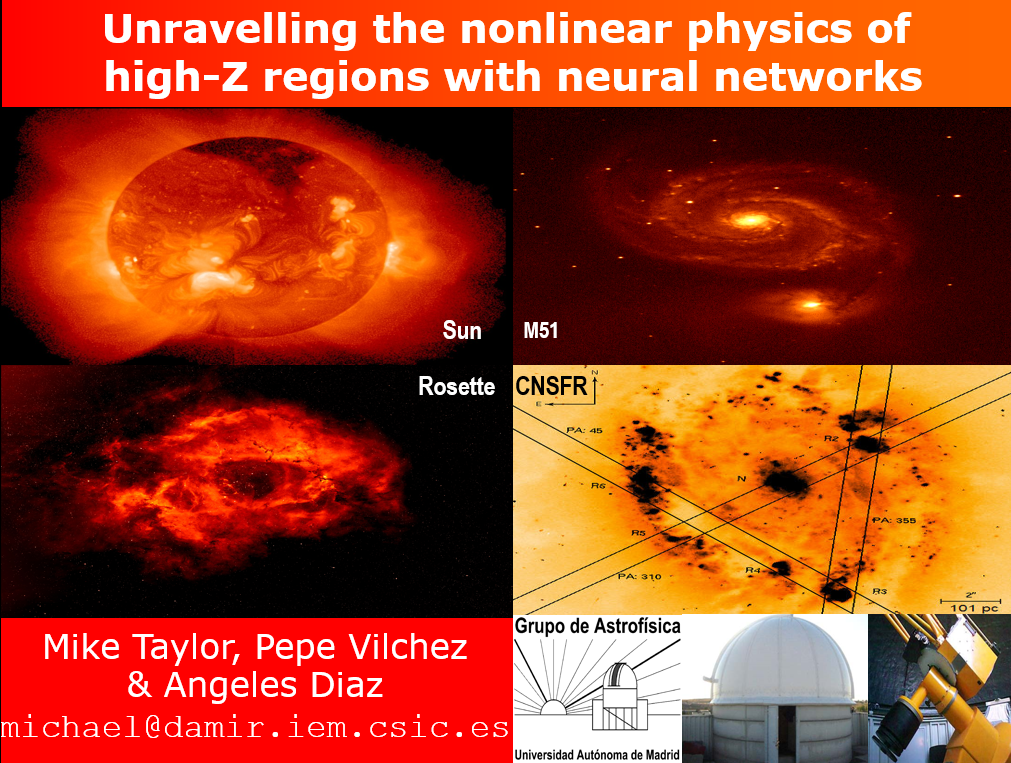 Unravelling the nonlinear physics of
high-Z regions with neural networks
Sun
M51
Rosette
CNSFR
N
E
PA: 45
R2
N
R6
PA: 355
R5
R4
PA: 310
R3
2"
101 pc
Mike Taylor, Pepe Vilchez
& Angeles Diaz
michael@damir.iem.csic.es
Grupo de Astrofísica
Universidad Autónoma de Madrid